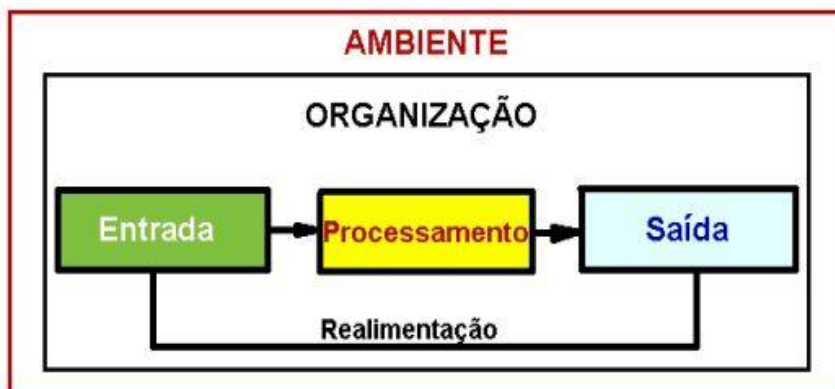 AMBIENTE
ORGANIZAÇÃO
Entrada
Processamento
Saída
Realimentação